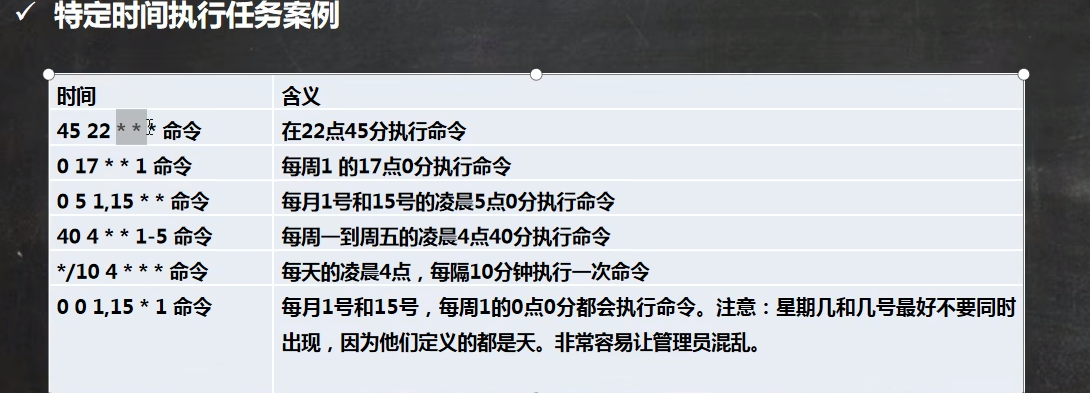 ✓ 特定时间执行任务案例
时间 含义
45 22 * * * 命令 在22点45分执行命令
0 17 * * 1 命令 每周1 的17点0分执行命令
0 5 1,15 * * 命令 每月1号和15号的凌晨5点0分执行命令
40 4 * * 1-5 命令 每周一到周五的凌晨4点40分执行命令
*/10 4 * * * 命令 每天的凌晨4点，每隔10分钟执行一次命令
0 0 1,15 * 1 命令 每月1号和15号，每周1的0点0分都会执行命令。注意：星期几和几号最好不要同时
出现，因为他们定义的都是天。非常容易让管理员混乱。